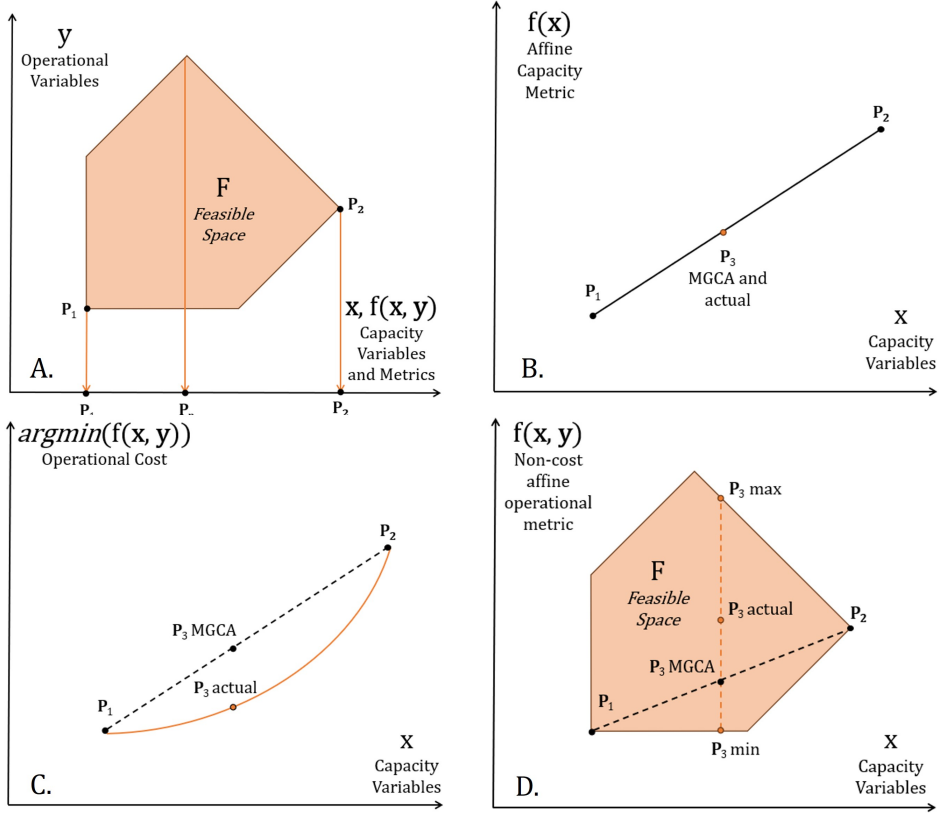 y
Operational
Variables
F
Feasible
Space
P₂
P₁
x, f(x, y)
Capacity
Variables
and Metrics
A.
f(x)
Affine
Capacity
Metric
P₂
P₃
MGCA and
actual
P₁
x
Capacity
Variables
B.
argmin(f(x, y))
Operational Cost
P₂
P₃ MGCA
P₃ actual
P₁
x
Capacity
Variables
C.
f(x, y)
Non-cost
affine
operational
metric
P₃ max
F
Feasible
Space
P₃ actual
P₂
P₃ MGCA
P₁
P₃ min
x
Capacity
Variables
D.